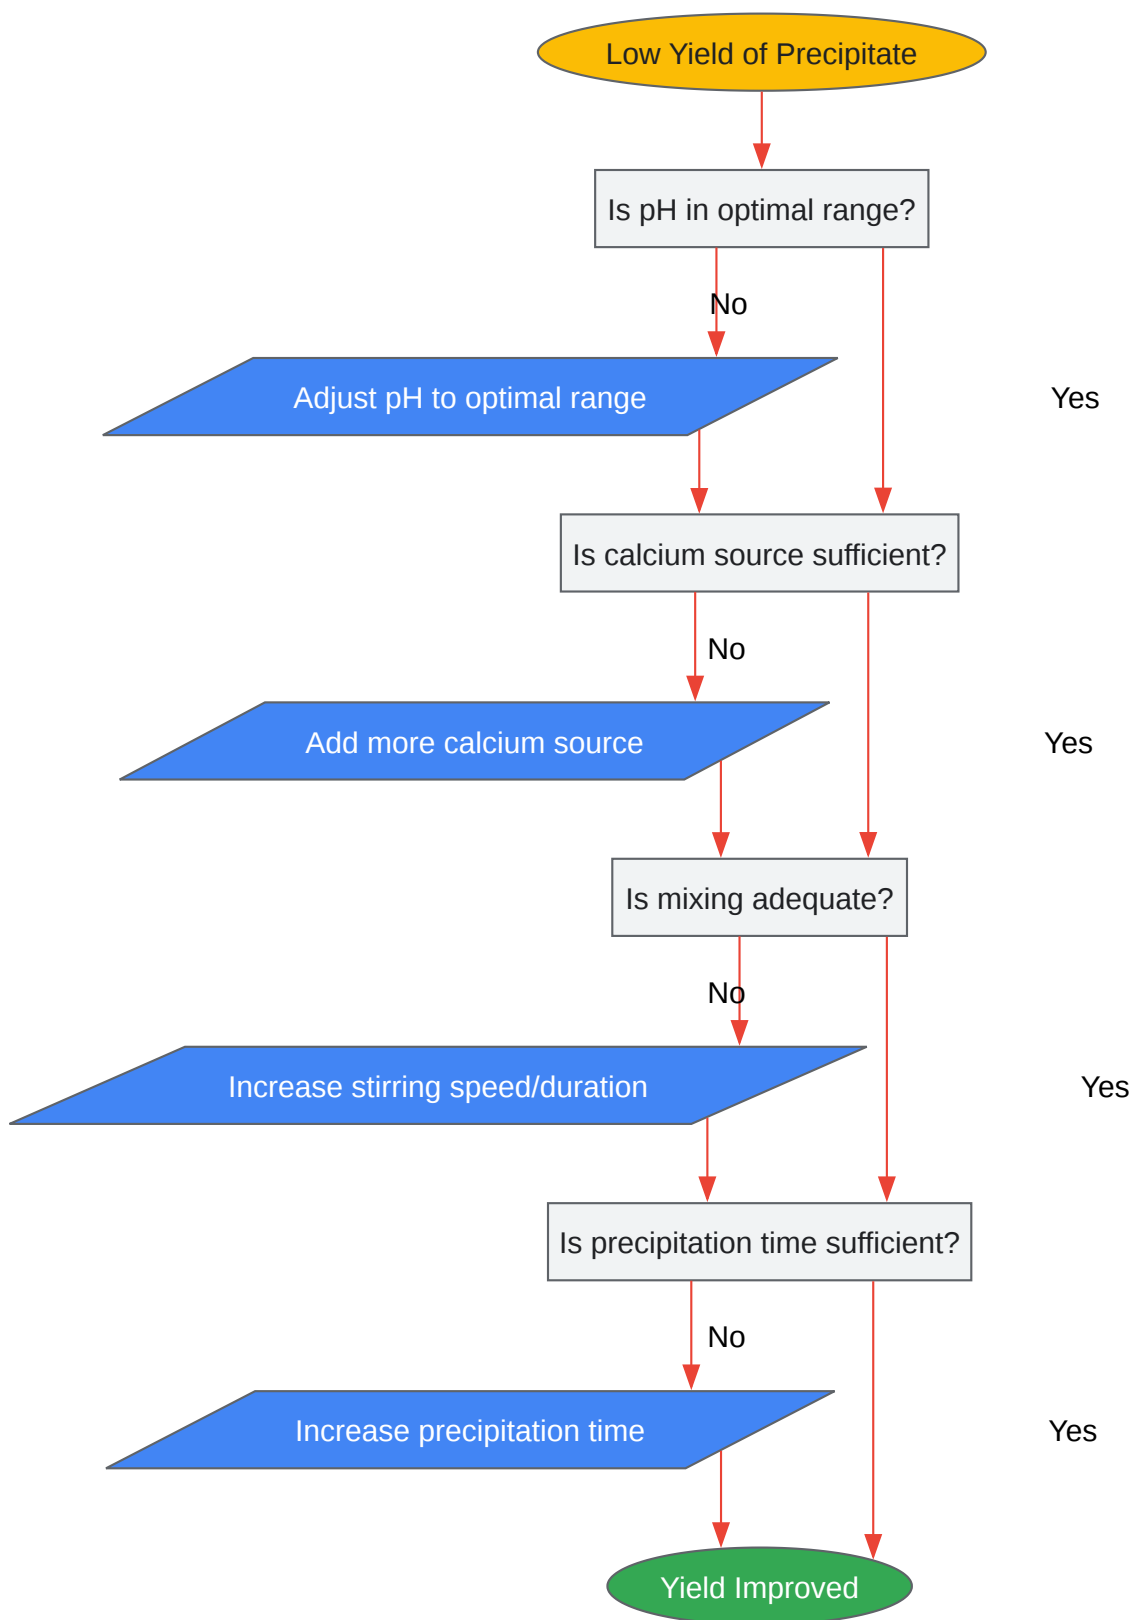 Low Yield of Precipitate
Is pH in optimal range?
No
Adjust pH to optimal range
Yes
Is calcium source sufficient?
No
Add more calcium source
Yes
Is mixing adequate?
No
Increase stirring speed/duration
Yes
Is precipitation time sufficient?
No
Increase precipitation time
Yes
Yield Improved